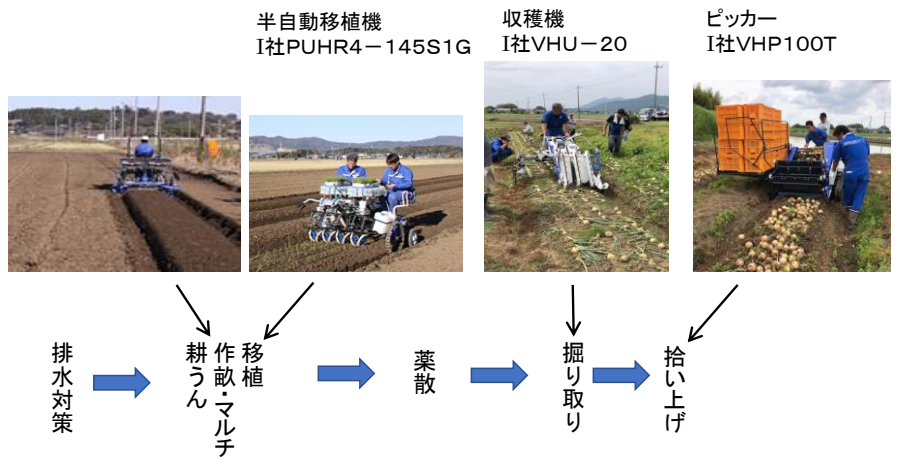 半自動移植機
I社PUHR4－145S1G
収穫機
I社VHU－20
ピッカー
I社VHP100T
排水対策
耕うん
作畝・マルチ
移植
薬散
掘り取り
拾い上げ